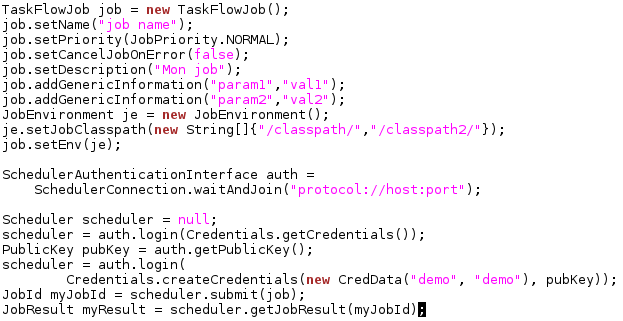 TaskFlowJob job = new TaskFlowJob();
job.setName("job name");
job.setPriority(JobPriority.NORMAL);
job.setCancelJobOnError(false);
job.setDescription("Mon job");
job.addGenericInformation("param1","val1");
job.addGenericInformation("param2","val2");
JobEnvironment je = new JobEnvironment();
je.setJobClasspath(new String[]{"/classpath/","/classpath2/"});
job.setEnv(je);

SchedulerAuthenticationInterface auth =
    SchedulerConnection.waitAndJoin("protocol://host:port");

Scheduler scheduler = null;
scheduler = auth.login(Credentials.getCredentials());
PublicKey pubKey = auth.getPublicKey();
scheduler = auth.login(
        Credentials.createCredentials(new CredData("demo", "demo"), pubKey));
JobId myJobId = scheduler.submit(job);
JobResult myResult = scheduler.getJobResult(myJobId);